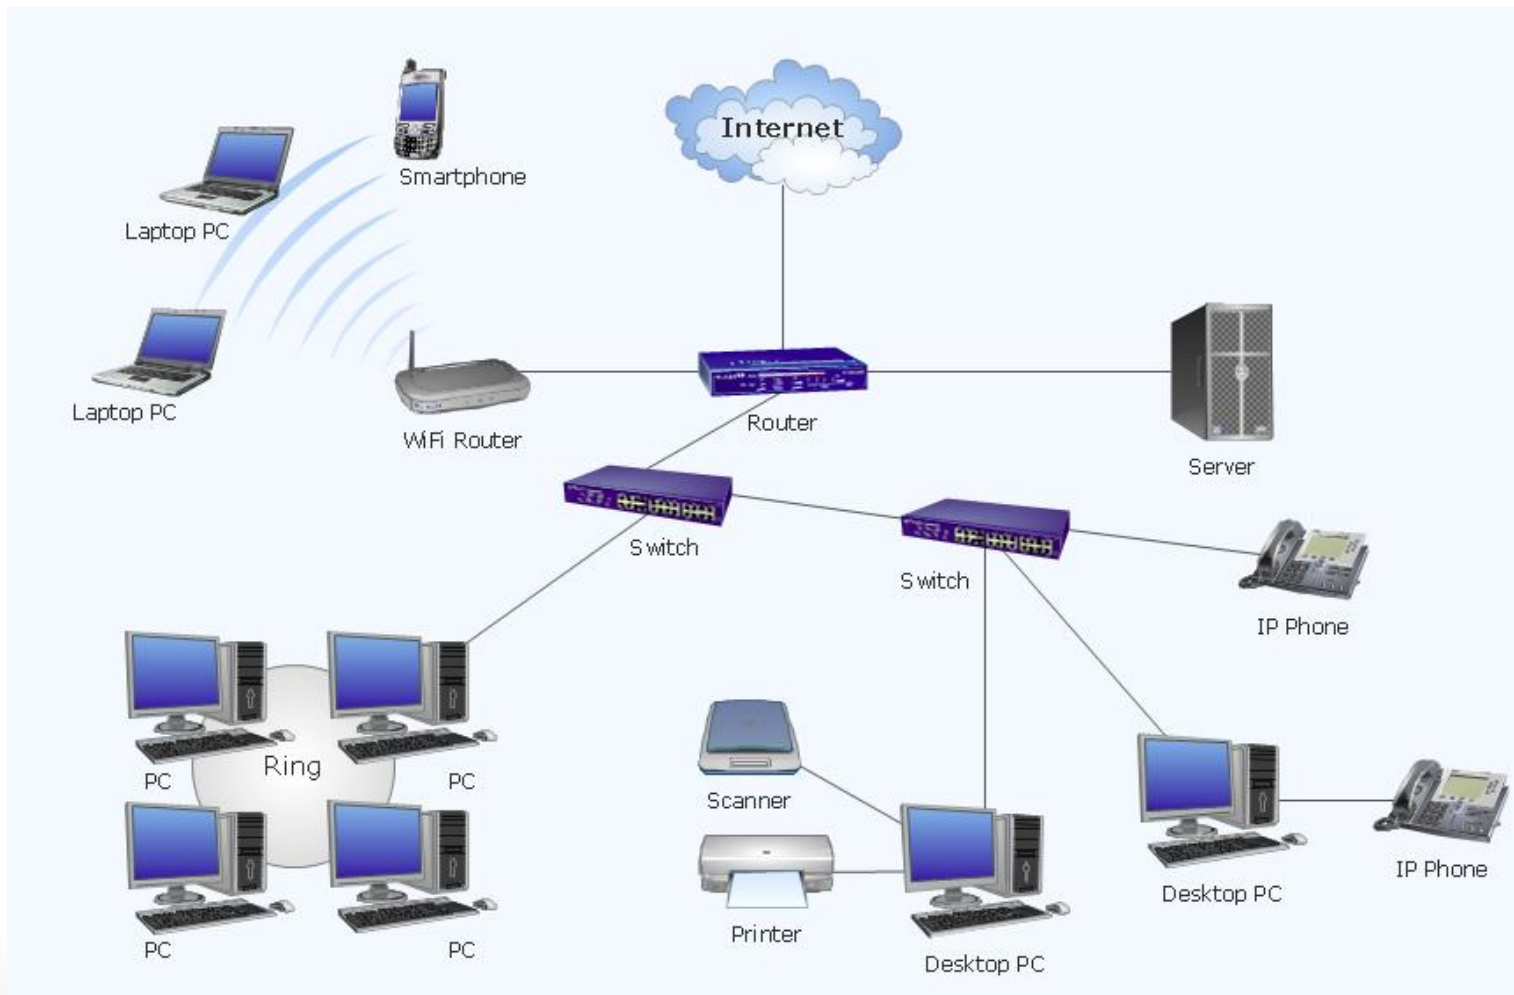 Internet
Smartphone
Laptop PC
Laptop PC
WiFi Router
Router
Server
Switch
Switch
IP Phone
Ring
PC
PC
PC
PC
Scanner
Printer
Desktop PC
Desktop PC
IP Phone